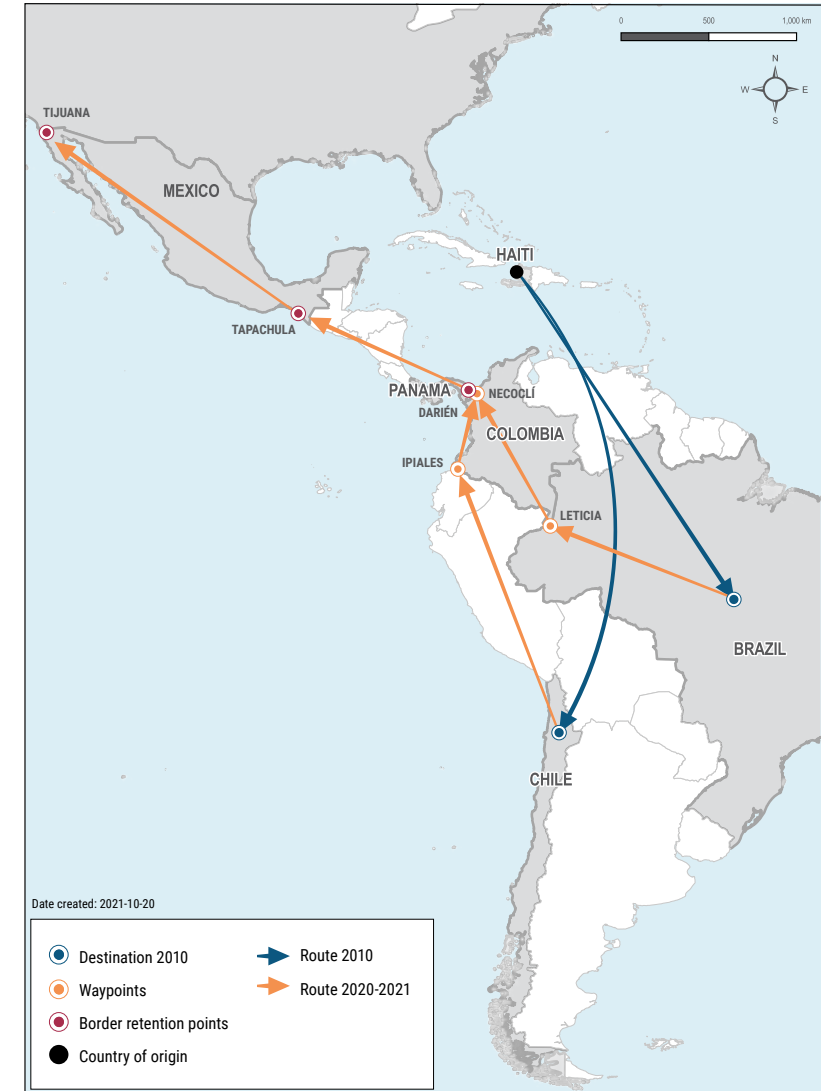 0 500 1,000 km
N
W E
S
TIJUANA
MEXICO
HAITI
TAPACHULA
PANAMA
NECOCLÍ
DARIÉN
COLOMBIA
IPIALES
LETICIA
BRAZIL
CHILE
Date created: 2021-10-20
Destination 2010
Route 2010
Waypoints
Route 2020-2021
Border retention points
Country of origin